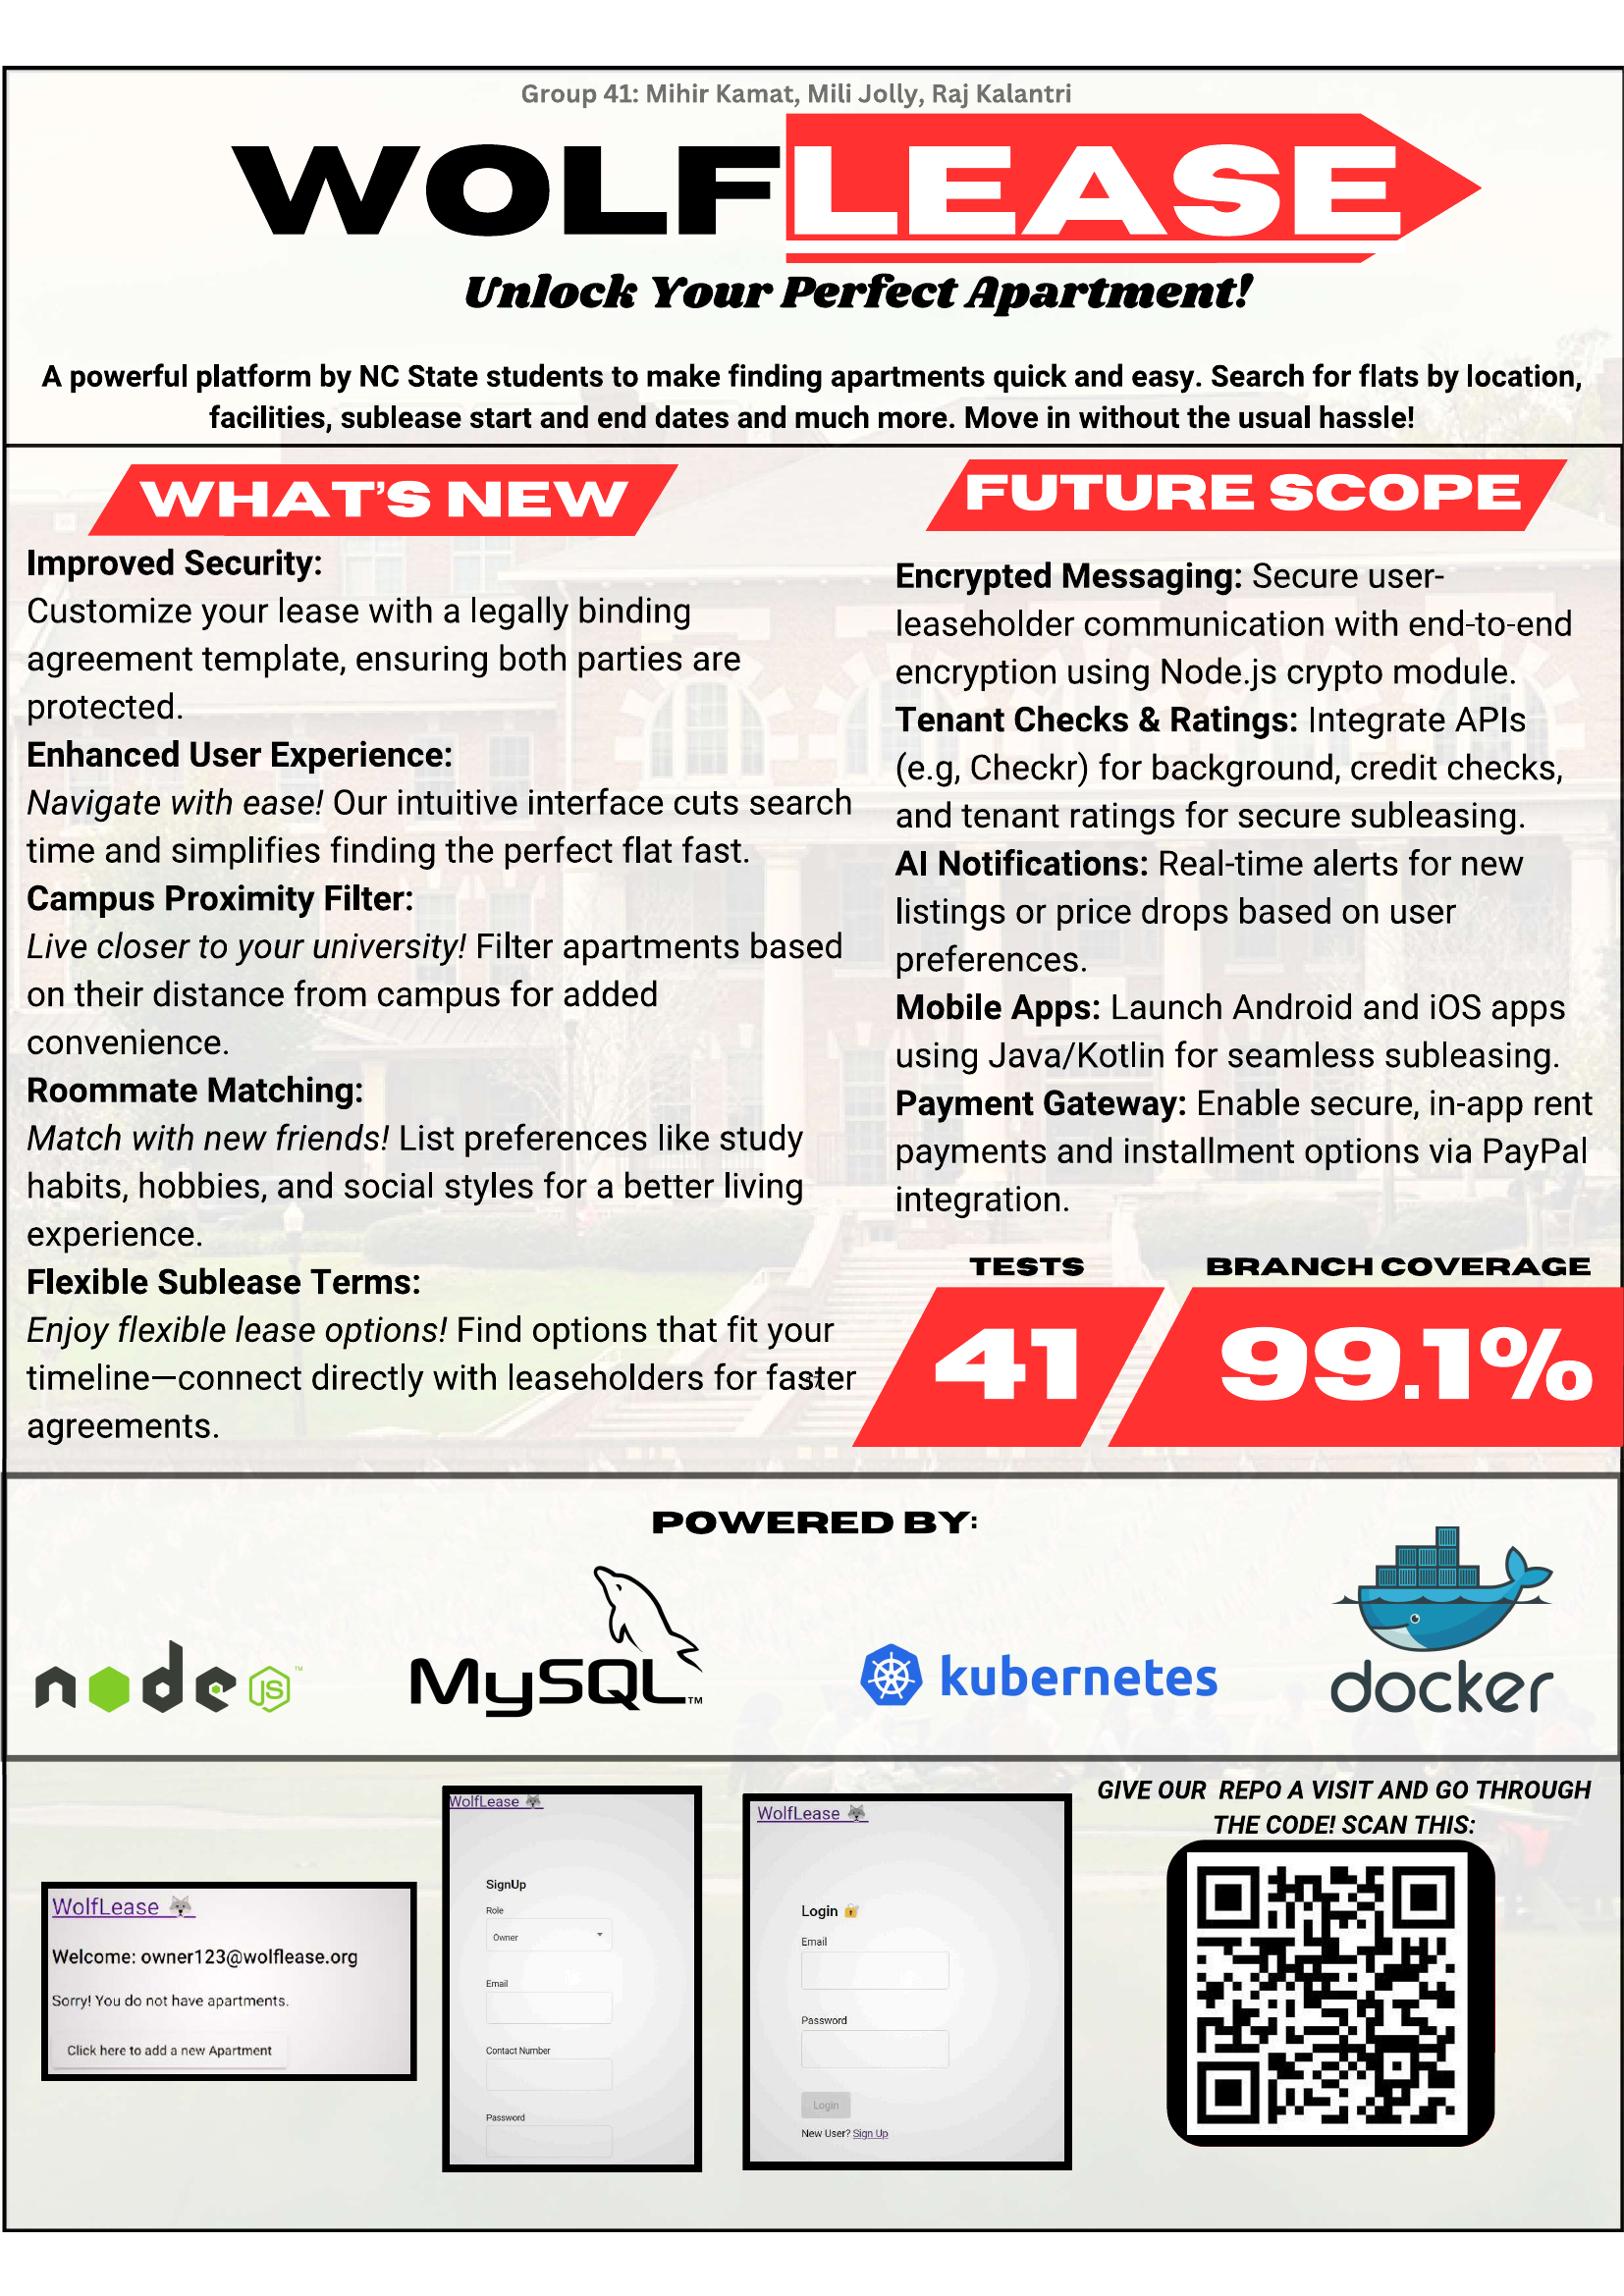 Group 41: Mihir Kamat, Mili Jolly, Raj Kalantri
WOLFLEASE
Unlock Your Perfect Apartment!
A powerful platform by NC State students to make finding apartments quick and easy. Search for flats by location,
facilities, sublease start and end dates and much more. Move in without the usual hassle!
WHAT'S NEW
Improved Security:
Customize your lease with a legally binding
agreement template, ensuring both parties are
protected.
Enhanced User Experience:
Navigate with ease! Our intuitive interface cuts search
time and simplifies finding the perfect flat fast.
Campus Proximity Filter:
Live closer to your university! Filter apartments based
on their distance from campus for added
convenience.
Roommate Matching:
Match with new friends! List preferences like study
habits, hobbies, and social styles for a better living
experience.
Flexible Sublease Terms:
Enjoy flexible lease options! Find options that fit your
timeline—connect directly with leaseholders for faster
agreements.
FUTURE SCOPE
Encrypted Messaging: Secure user-
leaseholder communication with end-to-end
encryption using Node.js crypto module.
Tenant Checks & Ratings: Integrate APIs
(e.g, Checkr) for background, credit checks,
and tenant ratings for secure subleasing.
AI Notifications: Real-time alerts for new
listings or price drops based on user
preferences.
Mobile Apps: Launch Android and iOS apps
using Java/Kotlin for seamless subleasing.
Payment Gateway: Enable secure, in-app rent
payments and installment options via PayPal
integration.
TESTS
41
BRANCH COVERAGE
99.1%
POWERED BY:
node JS ™
MySQL™
kubernetes
docker
WolfLease
Welcome: owner123@wolflease.org
Sorry! You do not have apartments.
Click here to add a new Apartment
WolfLease
SignUp
Role
Owner
Email
Contact Number
Password
WolfLease
Login
Email
Password
Login
New User? Sign Up
GIVE OUR REPO A VISIT AND GO THROUGH
THE CODE! SCAN THIS: